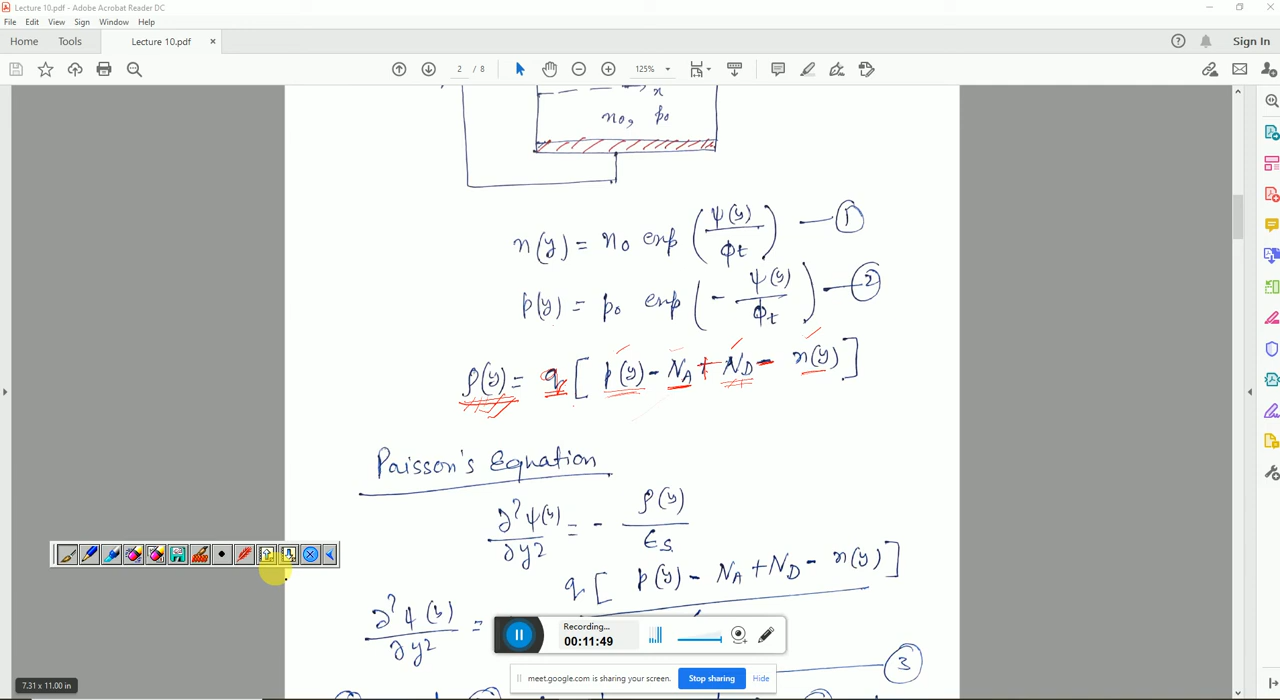 Lecture 10.pdf - Adobe Acrobat Reader DC
File Edit View Sign Window Help
Home Tools Lecture 10.pdf × Sign In
2 / 8 125%
x
n₀, p₀
n(y) = n₀ exp (ψ(y)/ϕt) — ①
p(y) = p₀ exp (- ψ(y)/ϕt) — ②
ρ(y) = q [ p(y) - N_A + N_D - n(y) ]
Paisson's Equation
∂²ψ(y)/∂y2 = - ρ(y)/ϵs
∂²ψ(y)/∂y2 = q [ p(y) - N_A + N_D - n(y) ]
— ③
Recording...
00:11:49
meet.google.com is sharing your screen. Stop sharing Hide
7.31 x 11.00 in